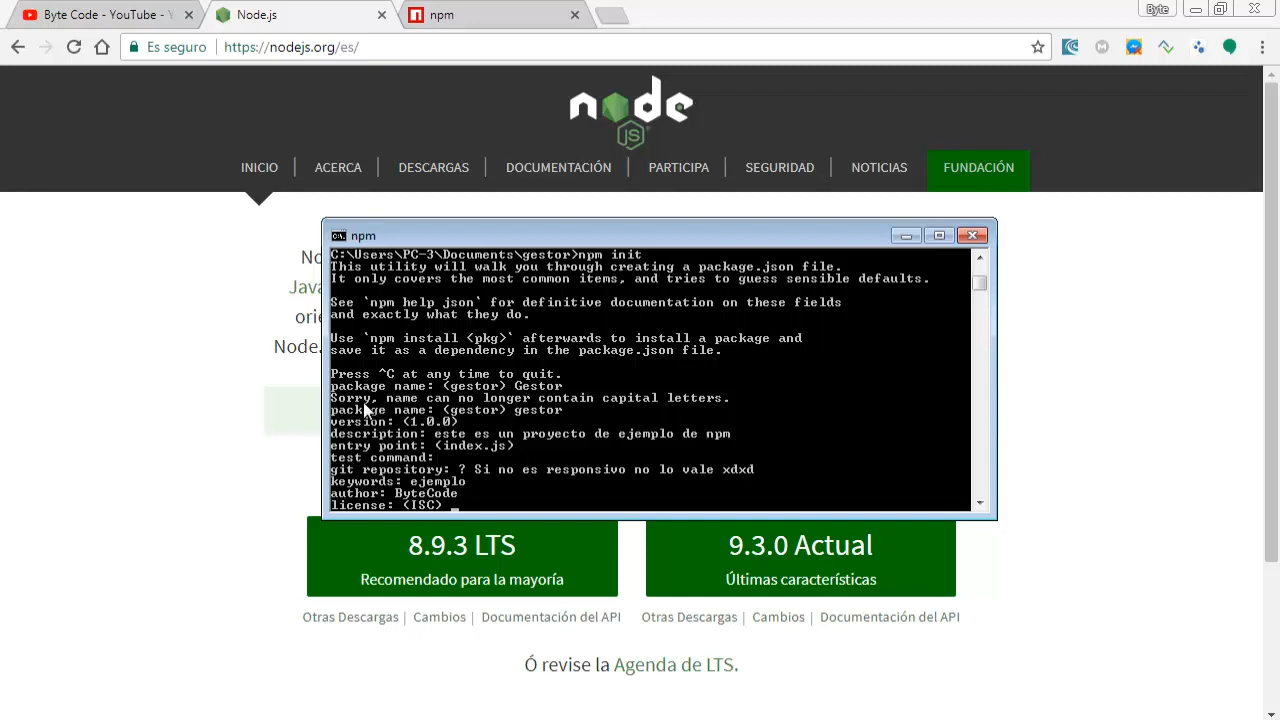 Byte Code - YouTube - Y
Node.js
npm
Byte
Es seguro
https://nodejs.org/es/
node
JS
INICIO
ACERCA
DESCARGAS
DOCUMENTACIÓN
PARTICIPA
SEGURIDAD
NOTICIAS
FUNDACIÓN
No
Java
orie
Node.
npm
C:\Users\PC-3\Documents\gestor>npm init
This utility will walk you through creating a package.json file.
It only covers the most common items, and tries to guess sensible defaults.
See `npm help json` for definitive documentation on these fields
and exactly what they do.
Use `npm install <pkg>` afterwards to install a package and
save it as a dependency in the package.json file.
Press ^C at any time to quit.
package name: (gestor) Gestor
Sorry, name can no longer contain capital letters.
package name: (gestor) gestor
version: (1.0.0)
description: este es un proyecto de ejemplo de npm
entry point: (index.js)
test command:
git repository: ? Si no es responsivo no lo vale xdxd
keywords: ejemplo
author: ByteCode
license: (ISC) _
8.9.3 LTS
Recomendado para la mayoría
9.3.0 Actual
Últimas características
Otras Descargas | Cambios | Documentación del API
Otras Descargas | Cambios | Documentación del API
Ó revise la Agenda de LTS.